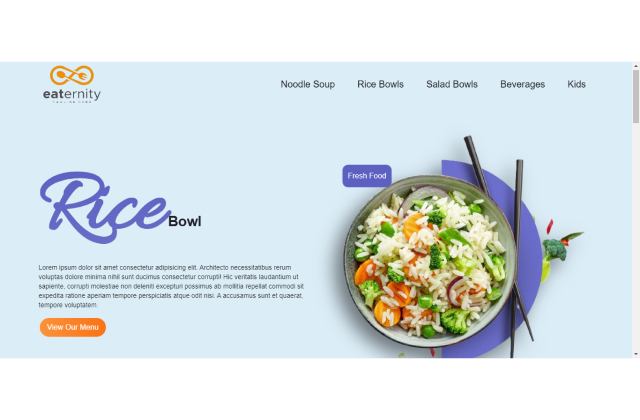 eaternity
Noodle Soup Rice Bowls Salad Bowls Beverages Kids
Fresh Food
Rice Bowl
Lorem ipsum dolor sit amet consectetur adipisicing elit. Architecto necessitatibus rerum
voluptas dolore minima nihil sunt ducimus consectetur corrupti! Hic veritatis laudantium ut
sapiente, corrupti molestiae non deleniti excepturi possimus ab mollitia repellat commodi sit
expedita ratione aperiam tempore perspiciatis atque odit nisi. A accusamus sunt et quaerat,
tempore voluptatem.
View Our Menu